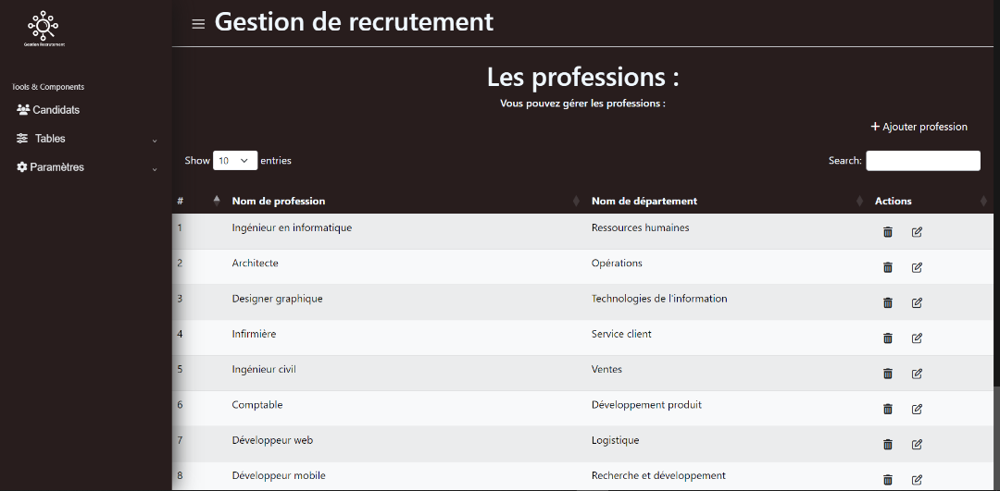 Gestion Recrutement
Tools & Components
Candidats
Tables
Paramètres
Gestion de recrutement
Les professions :
Vous pouvez gérer les professions :
+ Ajouter profession
Show 10 entries
Search:
# Nom de profession Nom de département Actions
1 Ingénieur en informatique Ressources humaines
2 Architecte Opérations
3 Designer graphique Technologies de l'information
4 Infirmière Service client
5 Ingénieur civil Ventes
6 Comptable Développement produit
7 Développeur web Logistique
8 Développeur mobile Recherche et développement